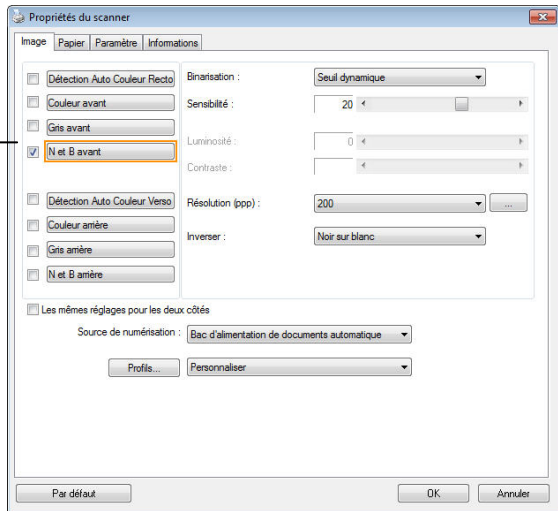 Propriétés du scanner
Image Papier Paramètre Informations
Détection Auto Couleur Recto
Couleur avant
Gris avant
N et B avant
Détection Auto Couleur Verso
Couleur arrière
Gris arrière
N et B arrière
Binarisation : Seuil dynamique
Sensibilité : 20
Luminosité : 0
Contraste :
Résolution (ppp) : 200 ...
Inverser : Noir sur blanc
Les mêmes réglages pour les deux côtés
Source de numérisation : Bac d'alimentation de documents automatique
Profils... Personnaliser
Par défaut OK Annuler